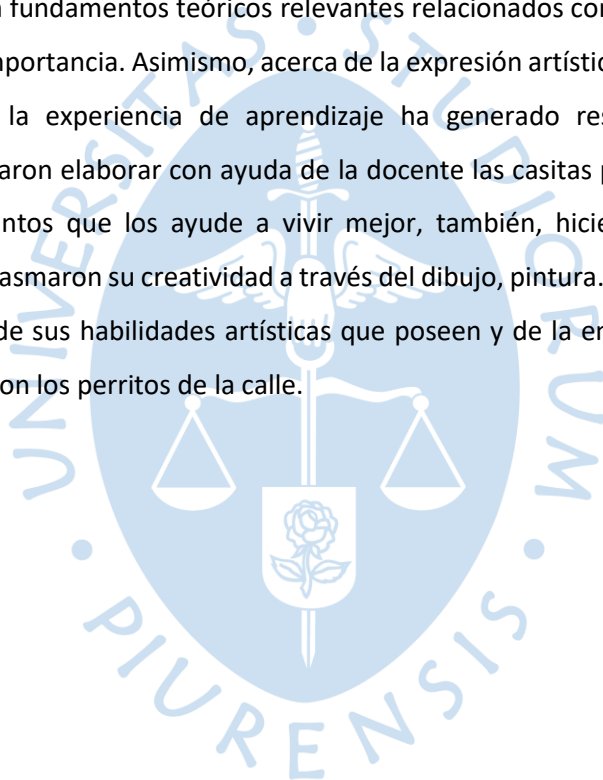 fundamentos teóricos relevantes relacionados con
mportancia. Asimismo, acerca de la expresión artístic
la experiencia de aprendizaje ha generado res
aron elaborar con ayuda de la docente las casitas p
ntos que los ayude a vivir mejor, también, hicie
asmaron su creatividad a través del dibujo, pintura.
de sus habilidades artísticas que poseen y de la en
on los perritos de la calle.
UNIVERSITAS • STUDIORUM • PIURENSIS •